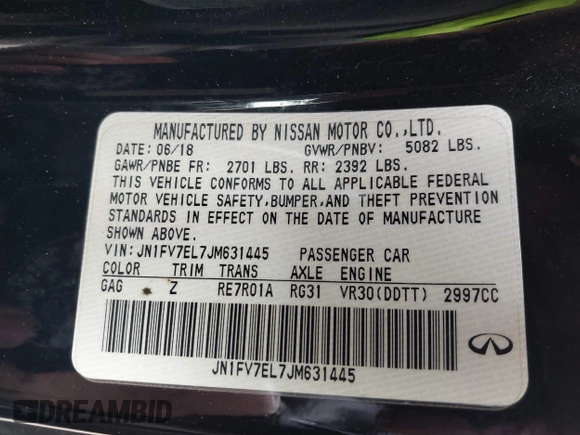 MANUFACTURED BY NISSAN MOTOR CO.,LTD.
DATE: 06/18 GVWR/PNBV: 5082 LBS.
GAWR/PNBE FR: 2701 LBS. RR: 2392 LBS.
THIS VEHICLE CONFORMS TO ALL APPLICABLE FEDERAL
MOTOR VEHICLE SAFETY,BUMPER,AND THEFT PREVENTION
STANDARDS IN EFFECT ON THE DATE OF MANUFACTURE
SHOWN ABOVE.
VIN:JN1FV7EL7JM631445 PASSENGER CAR
COLOR TRIM TRANS AXLE ENGINE
GAG Z RE7R01A RG31 VR30(DDTT) 2997CC
JN1FV7EL7JM631445
DREAMBID